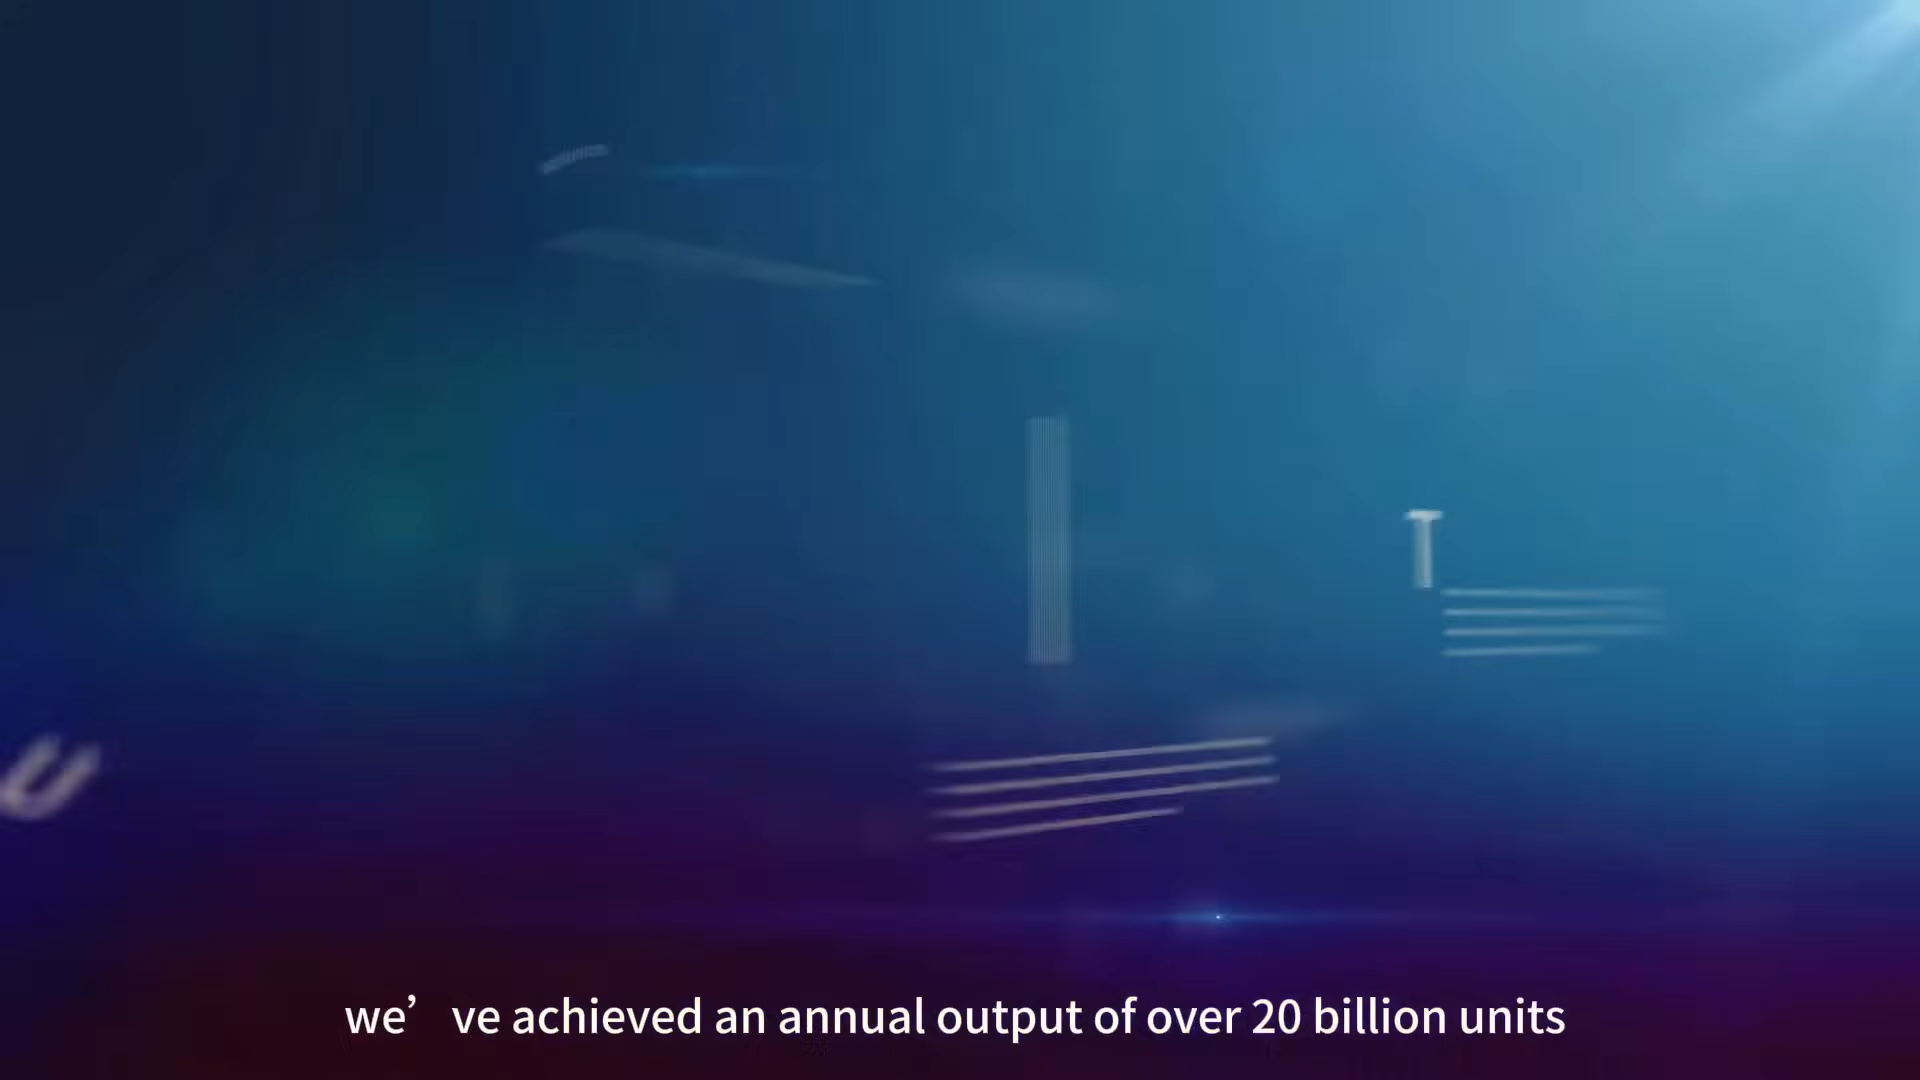 we’ve achieved an annual output of over 20 billion units